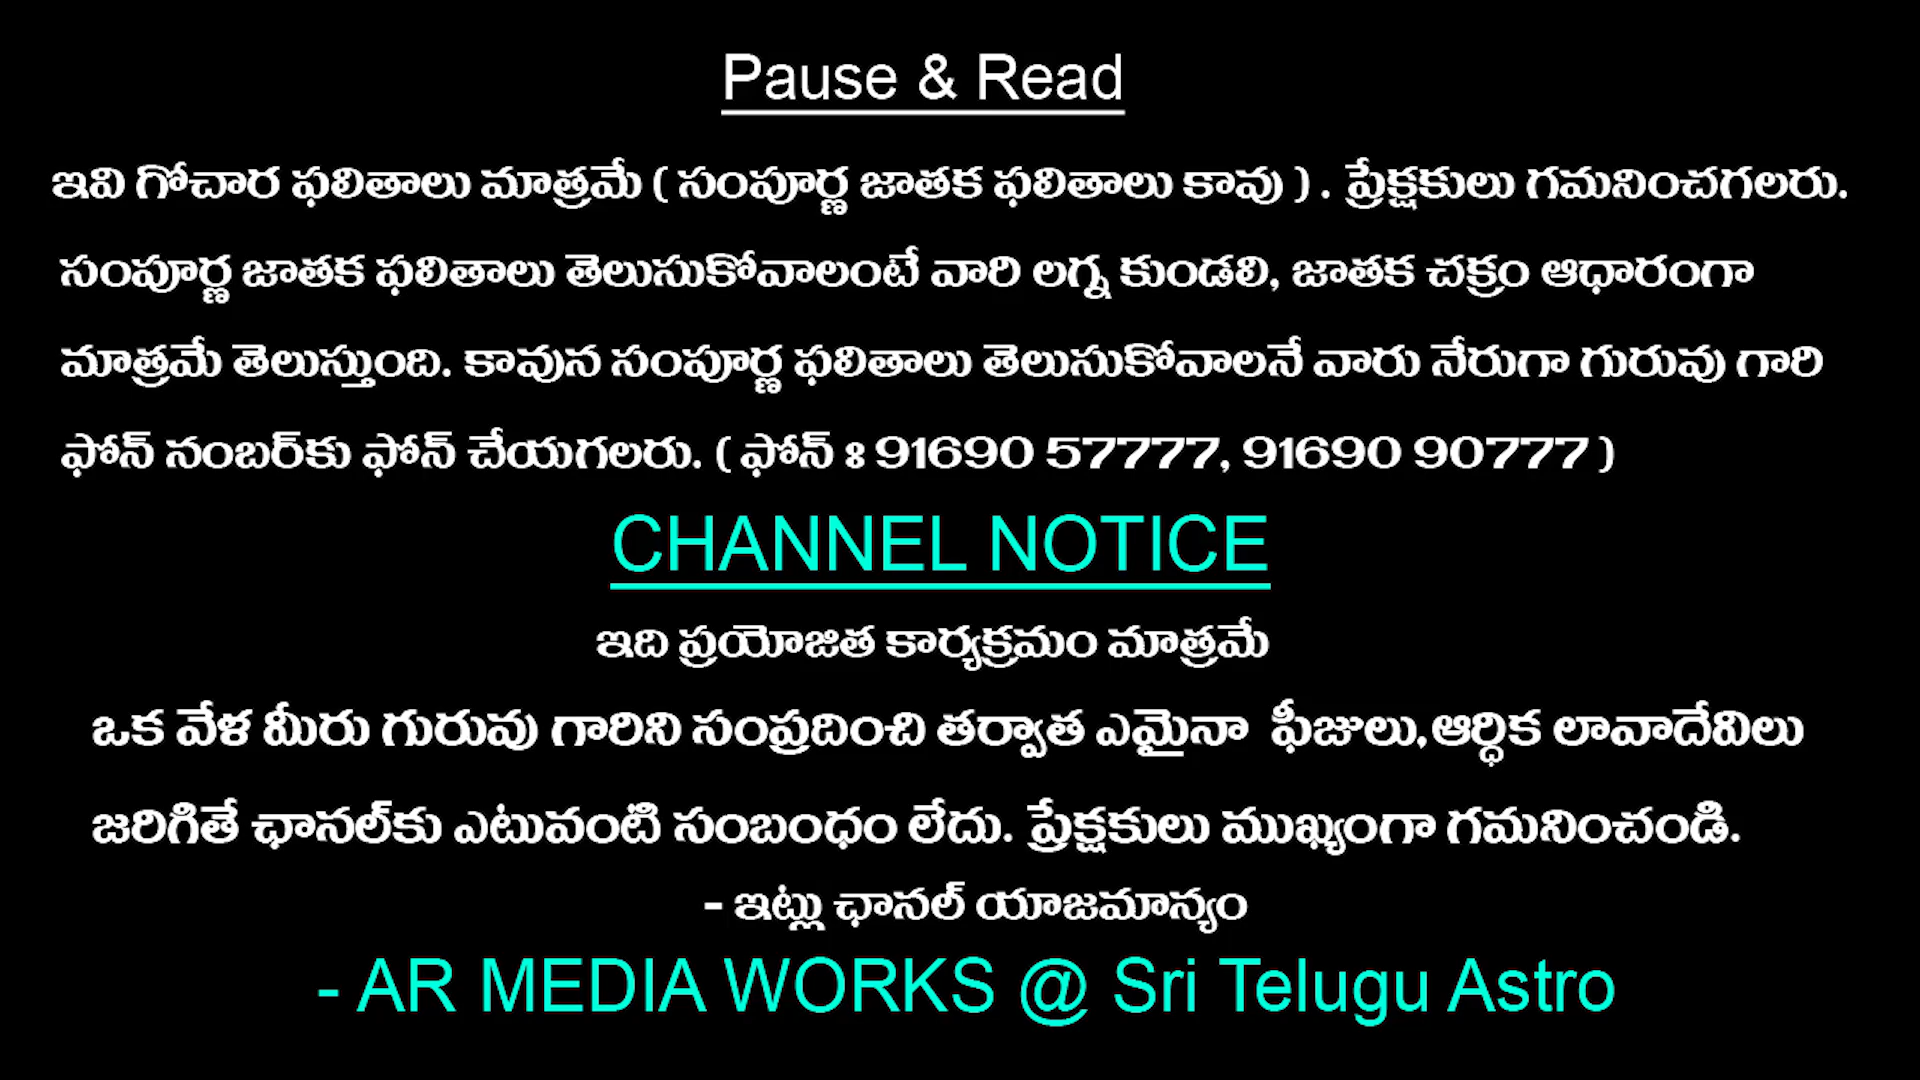 Pause & Read
ఇవి గోచార ఫలితాలు మాత్రమే ( సంపూర్ణ జాతక ఫలితాలు కావు ) . ప్రేక్షకులు గమనించగలరు.
సంపూర్ణ జాతక ఫలితాలు తెలుసుకోవాలంటే వారి లగ్న కుండలి, జాతక చక్రం ఆధారంగా
మాత్రమే తెలుస్తుంది. కావున సంపూర్ణ ఫలితాలు తెలుసుకోవాలనే వారు నేరుగా గురువు గారి
ఫోన్ నంబర్‌కు ఫోన్ చేయగలరు. ( ఫోన్ ః 91690 57777, 91690 90777 )
CHANNEL NOTICE
ఇది ప్రయోజిత కార్యక్రమం మాత్రమే
ఒక వేళ మీరు గురువు గారిని సంప్రదించి తర్వాత ఎమైనా ఫీజులు,ఆర్ధిక లావాదేవిలు
జరిగితే ఛానల్‌కు ఎటువంటి సంబంధం లేదు. ప్రేక్షకులు ముఖ్యంగా గమనించండి.
- ఇట్లు ఛానల్ యాజమాన్యం
- AR MEDIA WORKS @ Sri Telugu Astro